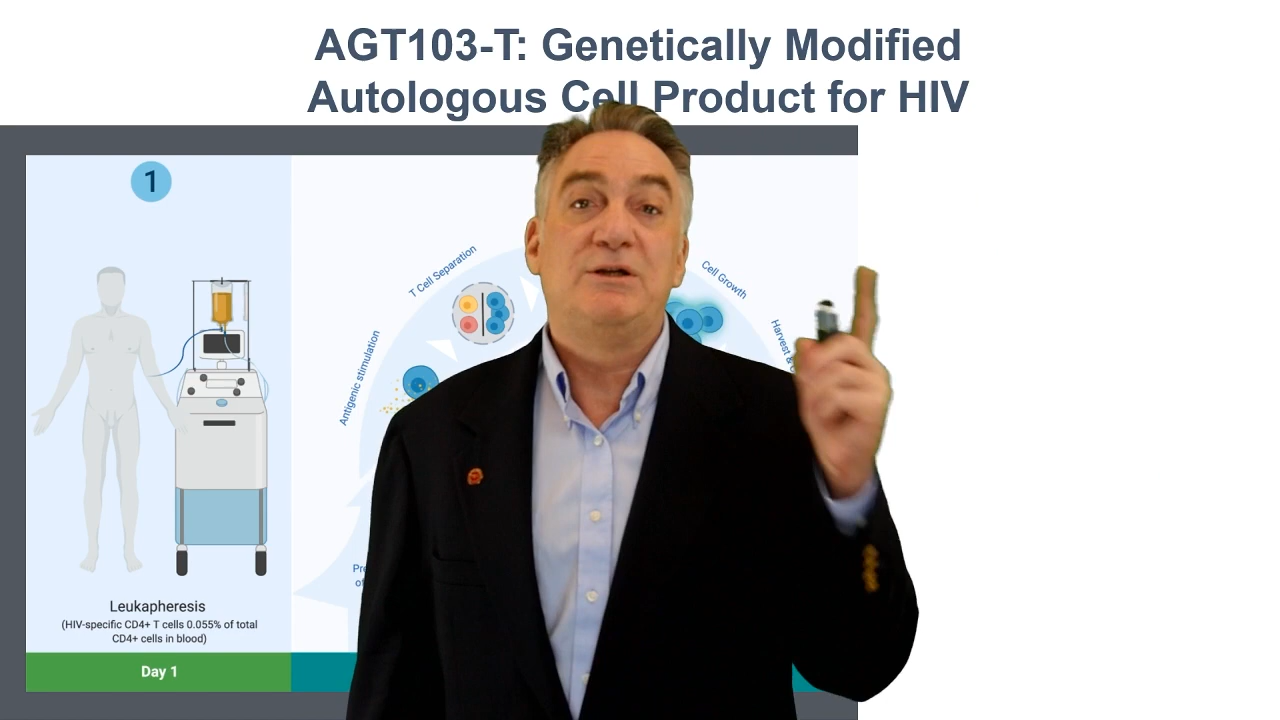 AGT103-T: Genetically Modified
Autologous Cell Product for HIV
1
T Cell Separation
Cell Growth
Antigenic stimulation
Harvest &
Leukapheresis
(HIV-specific CD4+ T cells 0.055% of total
CD4+ cells in blood)
Day 1